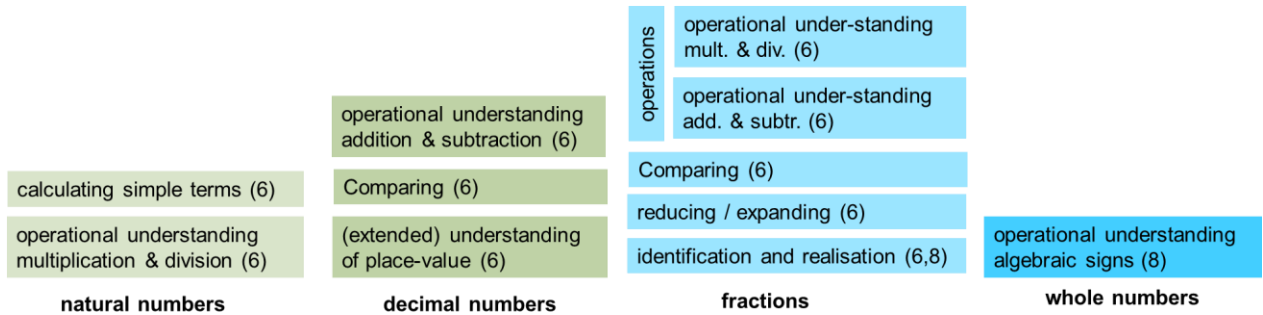 calculating simple terms (6)
operational understanding
multiplication & division (6)
natural numbers
operational understanding
addition & subtraction (6)
Comparing (6)
(extended) understanding
of place-value (6)
decimal numbers
operations
operational under-standing
mult. & div. (6)
operational under-standing
add. & subtr. (6)
Comparing (6)
reducing / expanding (6)
identification and realisation (6,8)
fractions
operational understanding
algebraic signs (8)
whole numbers